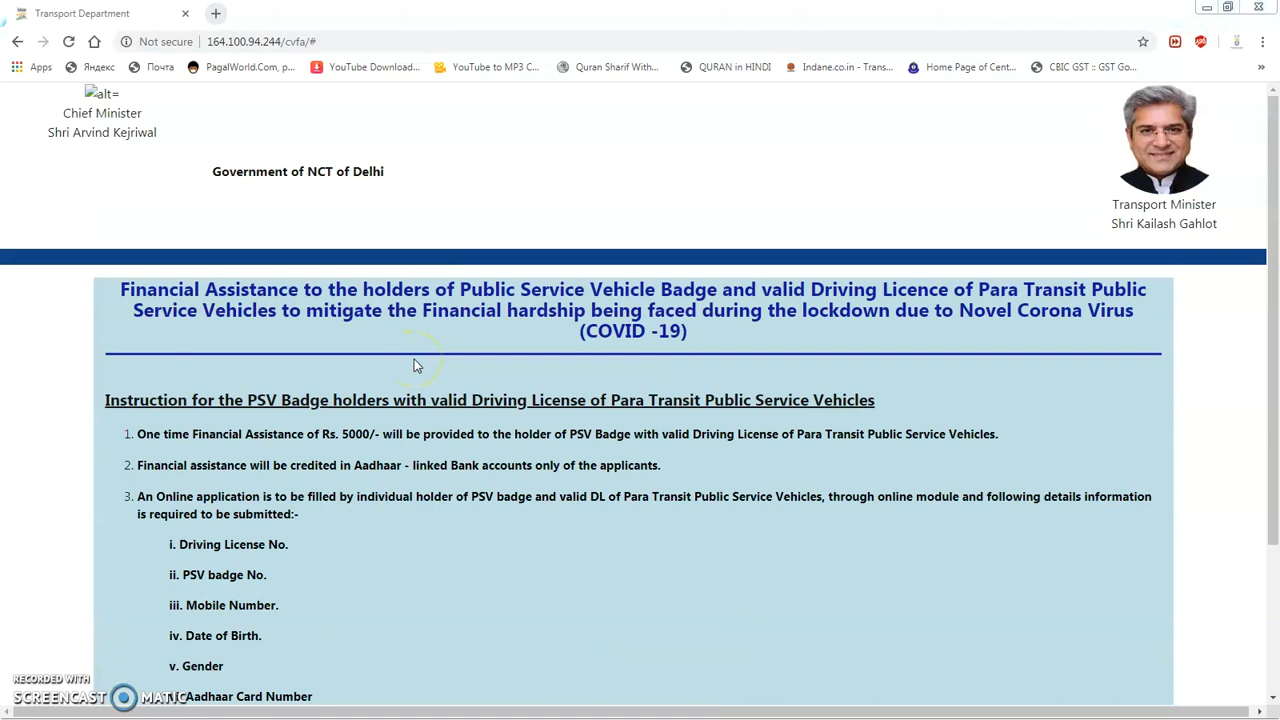 Transport Department
Not secure
164.100.94.244/cvfa/#
Apps
Яндекс
Почта
PagalWorld.Com, p...
YouTube Download...
YouTube to MP3 C...
Quran Sharif With...
QURAN in HINDI
Indane.co.in - Trans...
Home Page of Cent...
CBIC GST :: GST Go...
»
alt=
Chief Minister
Shri Arvind Kejriwal
Government of NCT of Delhi
Transport Minister
Shri Kailash Gahlot
Financial Assistance to the holders of Public Service Vehicle Badge and valid Driving Licence of Para Transit Public
Service Vehicles to mitigate the Financial hardship being faced during the lockdown due to Novel Corona Virus
(COVID -19)
Instruction for the PSV Badge holders with valid Driving License of Para Transit Public Service Vehicles
1. One time Financial Assistance of Rs. 5000/- will be provided to the holder of PSV Badge with valid Driving License of Para Transit Public Service Vehicles.
2. Financial assistance will be credited in Aadhaar - linked Bank accounts only of the applicants.
3. An Online application is to be filled by individual holder of PSV badge and valid DL of Para Transit Public Service Vehicles, through online module and following details information
is required to be submitted:-
i. Driving License No.
ii. PSV badge No.
iii. Mobile Number.
iv. Date of Birth.
v. Gender
Aadhaar Card Number
RECORDED WITH
SCREENCAST MATIC